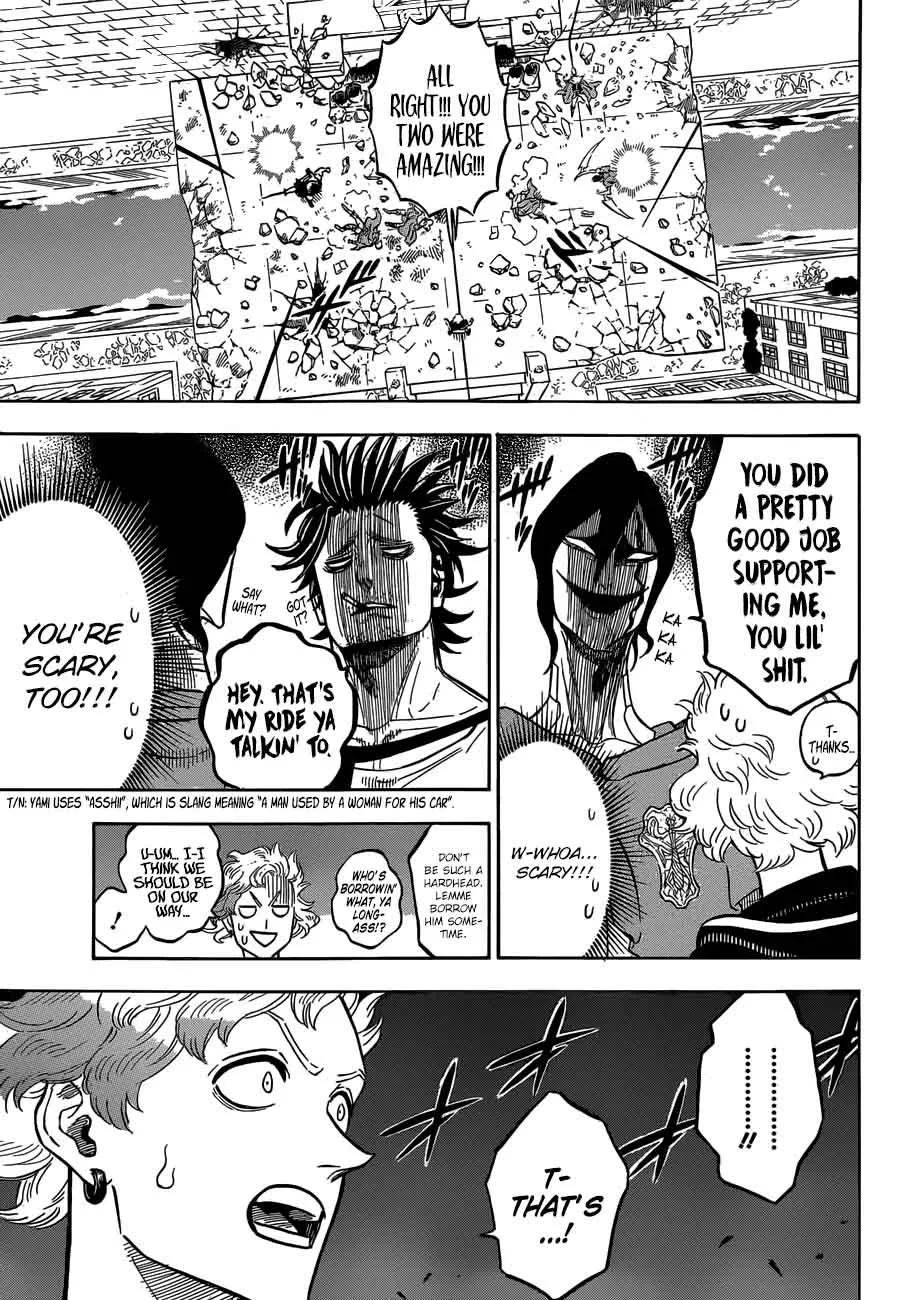 ALL
RIGHT!!! YOU
TWO WERE
AMAZING!!!
YOU DID
A PRETTY
GOOD JOB
SUPPORT-
ING ME,
YOU LIL'
SHIT.
T-
THANKS...
KA
KA
KA
W-WHOA...
SCARY!!!
SAY
WHAT?
GOT
IT?
HEY. THAT'S
MY RIDE YA
TALKIN' TO.
YOU'RE
SCARY,
TOO!!!
T/N: YAMI USES "ASSHII", WHICH IS SLANG MEANING "A MAN USED BY A WOMAN FOR HIS CAR".
DON'T
BE SUCH A
HARDHEAD.
LEMME
BORROW
HIM SOME-
TIME.
WHO'S
BORROWIN'
WHAT, YA
LONG-
ASS!?
U-UM... I-I
THINK WE
SHOULD BE
ON OUR
WAY...
!
.........!!
T-
THAT'S
...!